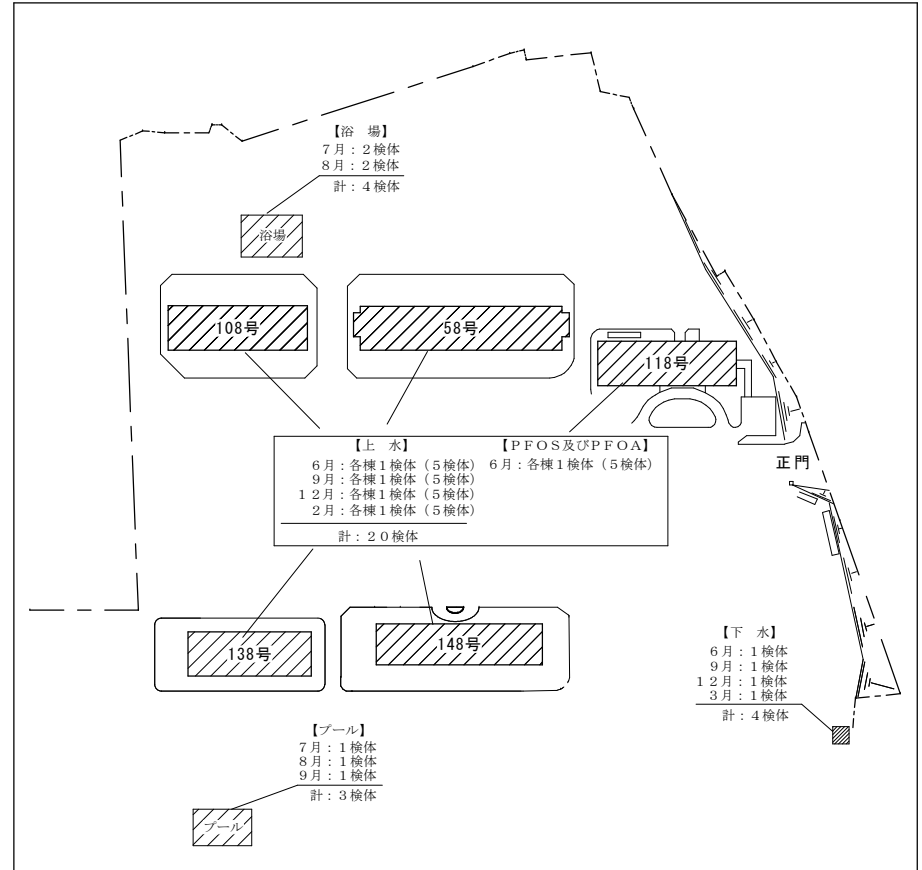 【浴　場】
７月：２検体
８月：２検体
計：４検体
浴場
108号
58号
118号
正門
【上　水】
６月：各棟１検体（５検体）
９月：各棟１検体（５検体）
１２月：各棟１検体（５検体）
２月：各棟１検体（５検体）
計：２０検体
【ＰＦＯＳ及びＰＦＯＡ】
６月：各棟１検体（５検体）
138号
148号
【下　水】
６月：１検体
９月：１検体
１２月：１検体
３月：１検体
計：４検体
【プール】
７月：１検体
８月：１検体
９月：１検体
計：３検体
プール